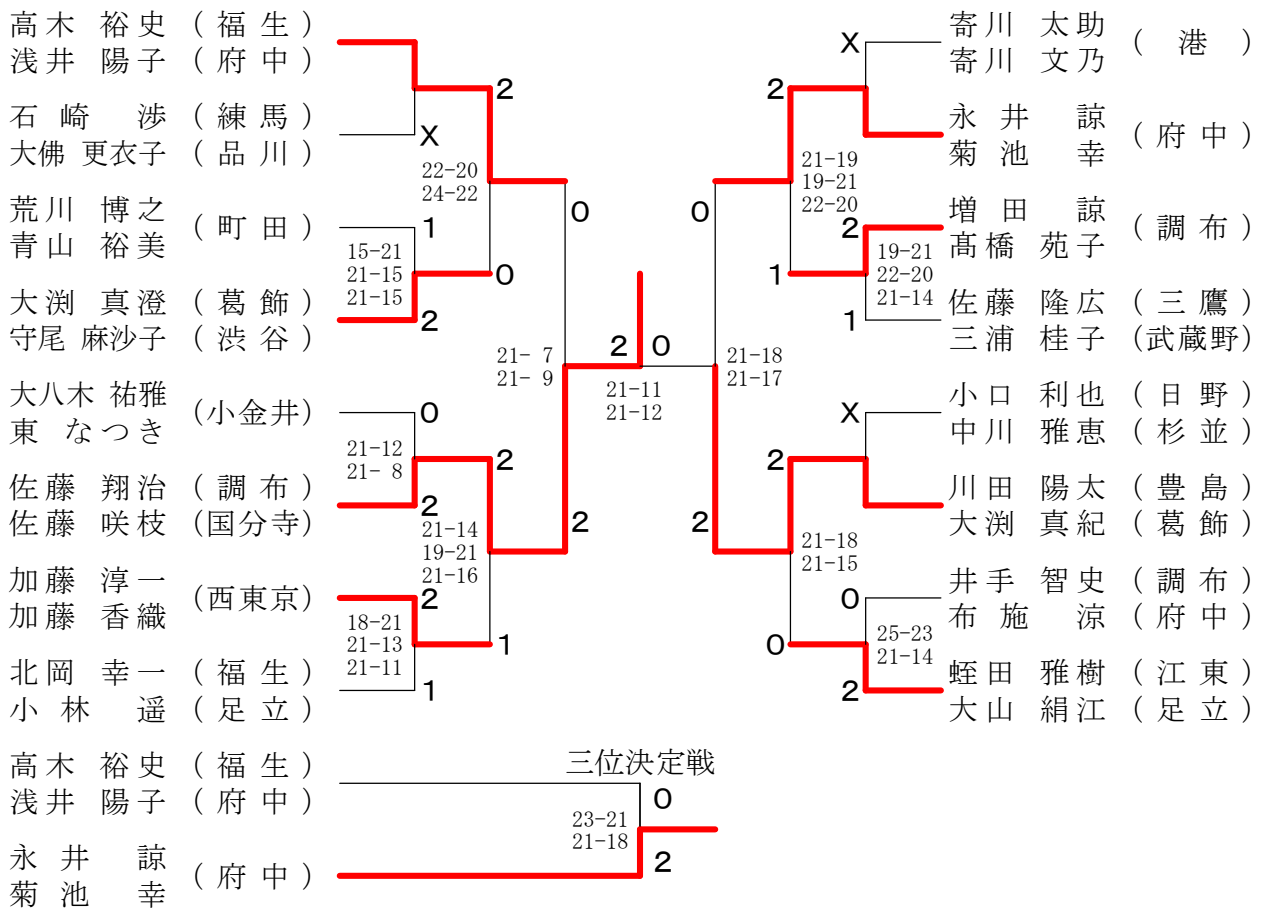 高木 裕史 ( 福 生 )
浅井 陽子 ( 府 中 )
2
石崎 渉 ( 練 馬 )
大佛 更衣子 ( 品 川 )
X
22-20
24-22
0
荒川 博之
青山 裕美
( 町 田 )
1
15-21
21-15
21-15
0
大渕 真澄 ( 葛 飾 )
守尾 麻沙子 ( 渋 谷 )
2
21- 7
21- 9
2 0
21-11
21-12
大八木 祐雅
東 なつき
(小金井)
0
21-12
21- 8
2
佐藤 翔治 ( 調 布 )
佐藤 咲枝 (国分寺)
2
21-14
19-21
21-16
2
加藤 淳一
加藤 香織
(西東京)
2
18-21
21-13
21-11
1
北岡 幸一 ( 福 生 )
小林 遥 ( 足 立 )
1
寄川 太助
寄川 文乃
( 港 )
X
2
永井 諒
菊池 幸
( 府 中 )
21-19
19-21
22-20
0
増田 諒
髙橋 苑子
( 調 布 )
2
19-21
22-20
21-14
1
佐藤 隆広 ( 三 鷹 )
三浦 桂子 (武蔵野)
1
21-18
21-17
小口 利也 ( 日 野 )
中川 雅恵 ( 杉 並 )
X
2
川田 陽太 ( 豊 島 )
大渕 真紀 ( 葛 飾 )
2
21-18
21-15
井手 智史 ( 調 布 )
布施 涼 ( 府 中 )
0
25-23
21-14
0
蛭田 雅樹 ( 江 東 )
大山 絹江 ( 足 立 )
2
三位決定戦
高木 裕史 ( 福 生 )
浅井 陽子 ( 府 中 )
0
23-21
21-18
永井 諒
菊池 幸
( 府 中 )
2